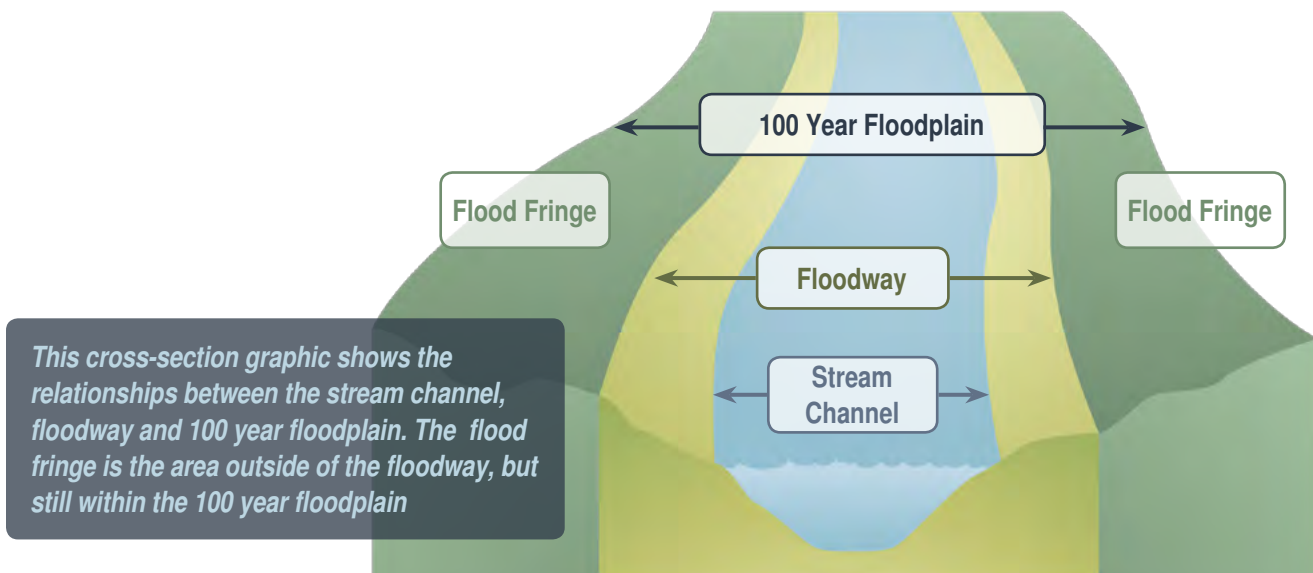 100 Year Floodplain
Flood Fringe
Flood Fringe
Floodway
This cross-section graphic shows the
relationships between the stream channel,
floodway and 100 year floodplain. The  flood
fringe is the area outside of the floodway, but
still within the 100 year floodplain
Stream
Channel